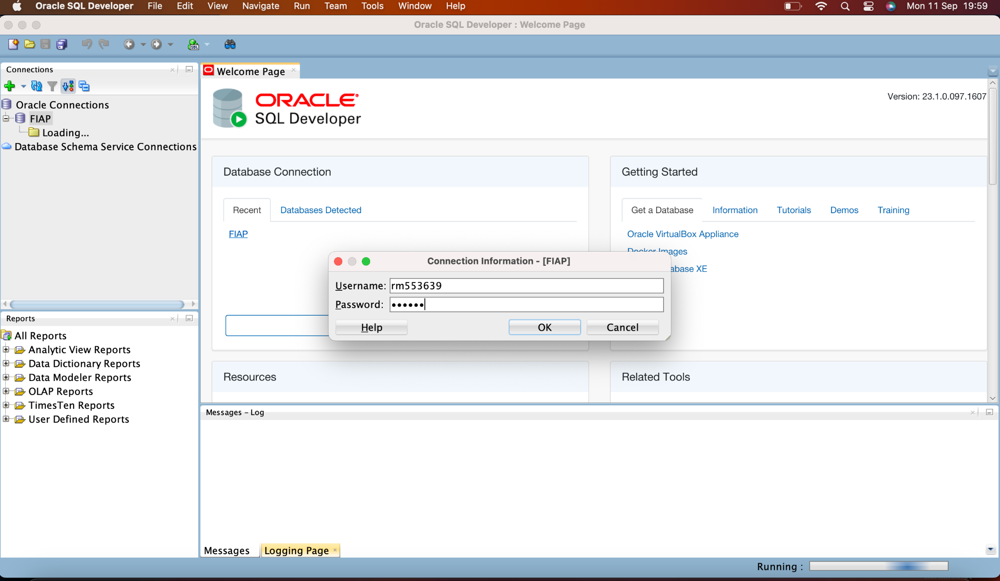 Oracle SQL Developer File Edit View Navigate Run Team Tools Window Help Mon 11 Sep 19:59
Oracle SQL Developer : Welcome Page
SQL
Connections
Welcome Page
Oracle Connections
FIAP
Loading...
Database Schema Service Connections
ORACLE
SQL Developer
Version: 23.1.0.097.1607
Database Connection
Getting Started
Recent Databases Detected
Get a Database Information Tutorials Demos Training
FIAP
Oracle VirtualBox Appliance
Docker Images
abase XE
Connection Information - [FIAP]
Username: rm553639
Password: ••••••
Help OK Cancel
Reports
All Reports
Analytic View Reports
Data Dictionary Reports
Data Modeler Reports
OLAP Reports
TimesTen Reports
User Defined Reports
Resources
Related Tools
Messages - Log
Messages Logging Page
Running :